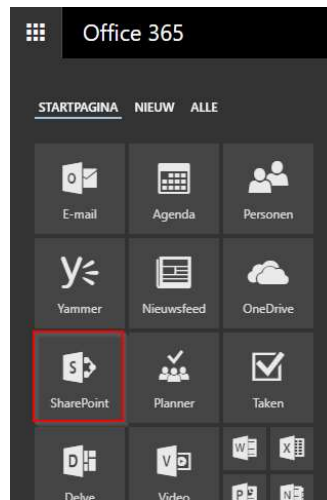 Office 365
STARTPAGINA NIEUW ALLE
E-mail Agenda Personen
Yammer Nieuwsfeed OneDrive
SharePoint Planner Taken
Delve Video